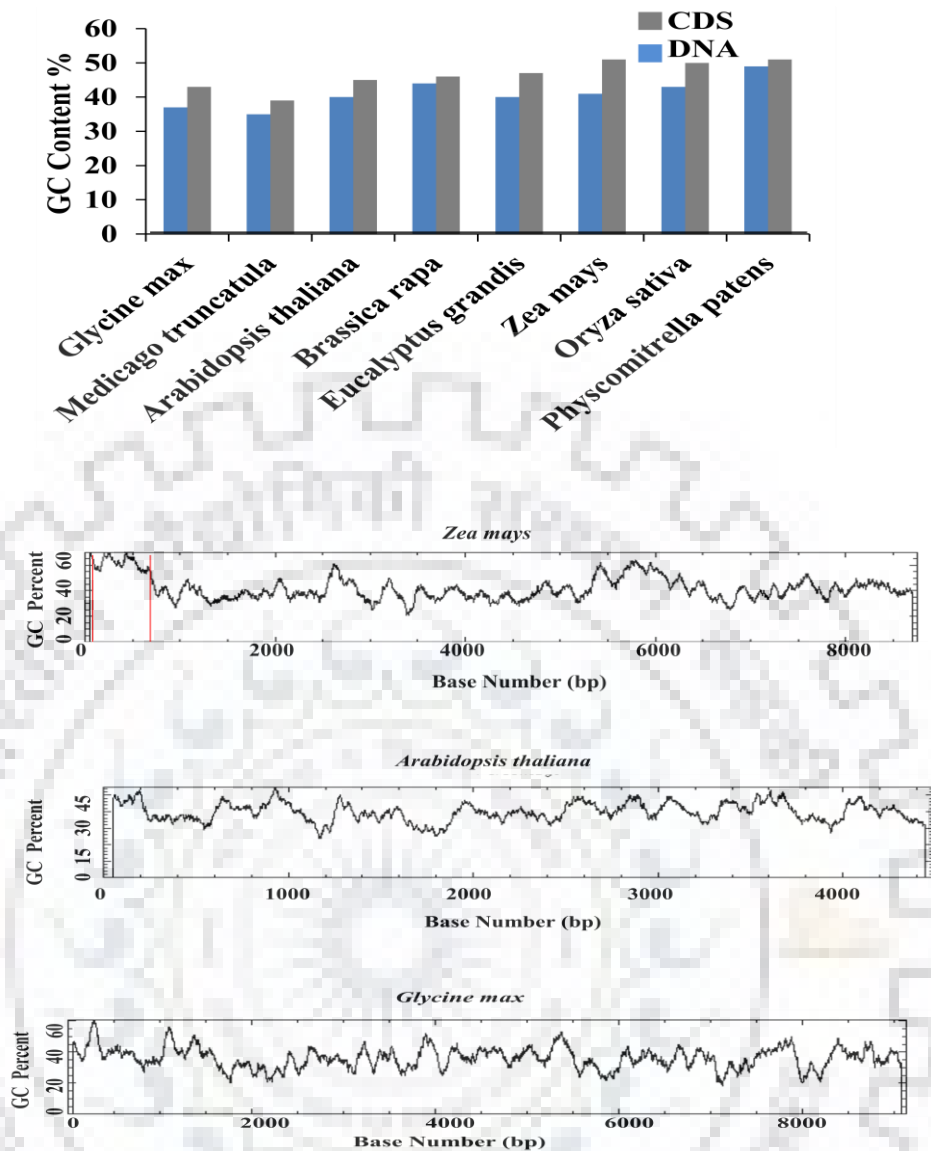 60
50
40
30
20
10
0
GC Content %
CDS
DNA
Glycine max
Medicago truncatula
Arabidopsis thaliana
Brassica rapa
Eucalyptus grandis
Zea mays
Oryza sativa
Physcomitrella patens
Zea mays
GC Percent
0 20 40 60
0 2000 4000 6000 8000
Base Number (bp)
Arabidopsis thaliana
GC Percent
0 15 30 45
0 1000 2000 3000 4000
Base Number (bp)
Glycine max
GC Percent
0 20 40 60
0 2000 4000 6000 8000
Base Number (bp)